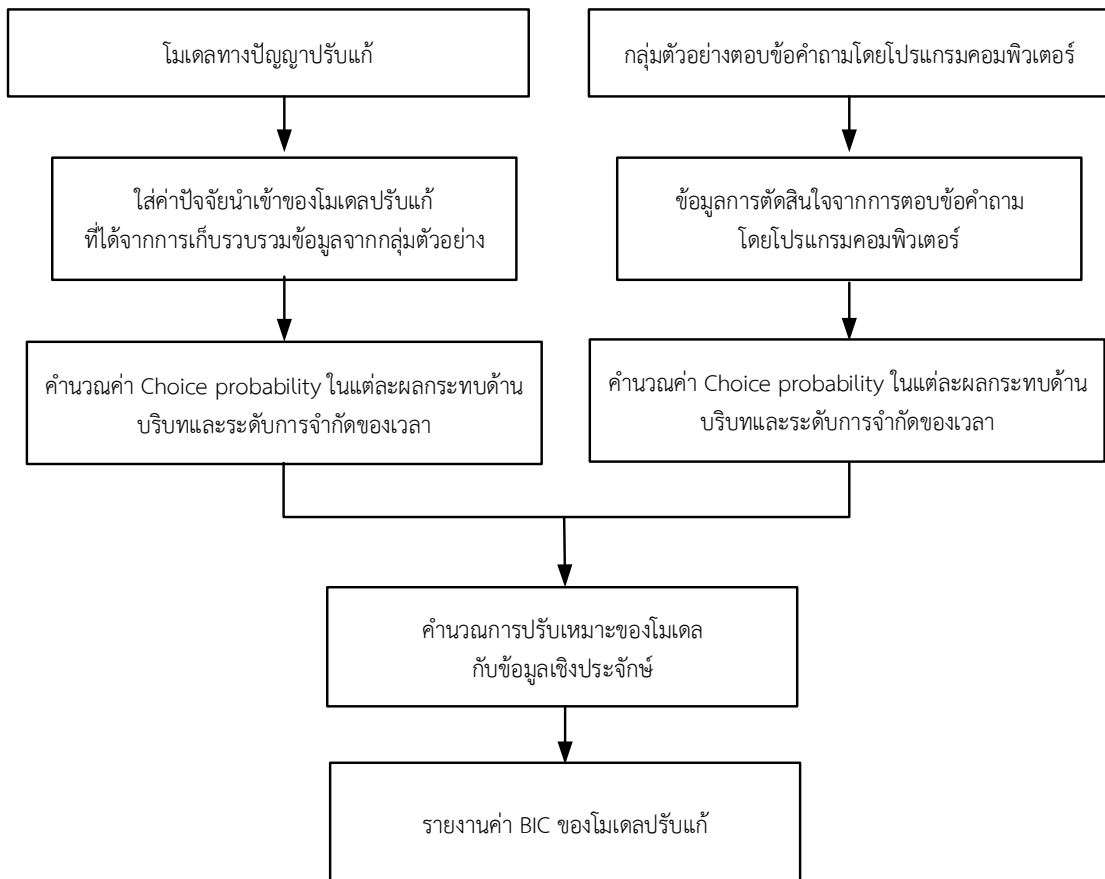 โมเดลทางปัญญาปรับแก้
กลุ่มตัวอย่างตอบข้อคำถามโดยโปรแกรมคอมพิวเตอร์
ใส่ค่าปัจจัยนำเข้าของโมเดลปรับแก้
ที่ได้จากการเก็บรวบรวมข้อมูลจากกลุ่มตัวอย่าง
ข้อมูลการตัดสินใจจากการตอบข้อคำถาม
โดยโปรแกรมคอมพิวเตอร์
คำนวณค่า Choice probability ในแต่ละผลกระทบด้าน
บริบทและระดับการจำกัดของเวลา
คำนวณค่า Choice probability ในแต่ละผลกระทบด้าน
บริบทและระดับการจำกัดของเวลา
คำนวณการปรับเหมาะของโมเดล
กับข้อมูลเชิงประจักษ์
รายงานค่า BIC ของโมเดลปรับแก้